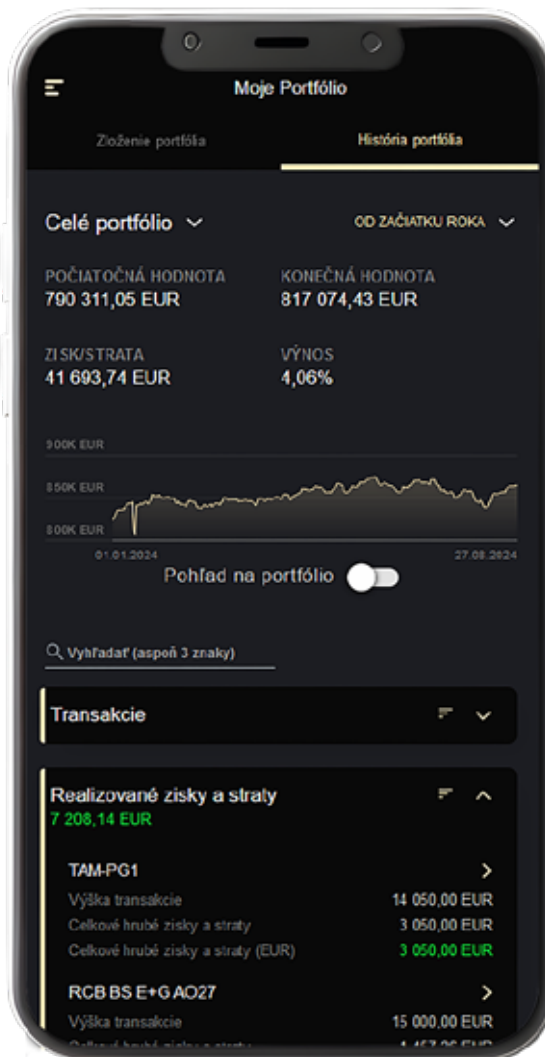 Moje Portfólio
Zloženie portfólia
História portfólia
Celé portfólio
OD ZAČIATKU ROKA
POČIATOČNÁ HODNOTA
KONEČNÁ HODNOTA
790 311,05 EUR
817 074,43 EUR
ZISK/STRATA
VÝNOS
41 693,74 EUR
4,06%
900K EUR
850K EUR
800K EUR
01.01.2024
27.08.2024
Pohľad na portfólio
Vyhľadať (aspoň 3 znaky)
Transakcie
Realizované zisky a straty
7 208,14 EUR
TAM-PG1
Výška transakcie
14 050,00 EUR
Celkové hrubé zisky a straty
3 050,00 EUR
Celkové hrubé zisky a straty (EUR)
3 050,00 EUR
RCB BS E+G AO27
Výška transakcie
15 000,00 EUR
Celkové hrubé zisky a straty